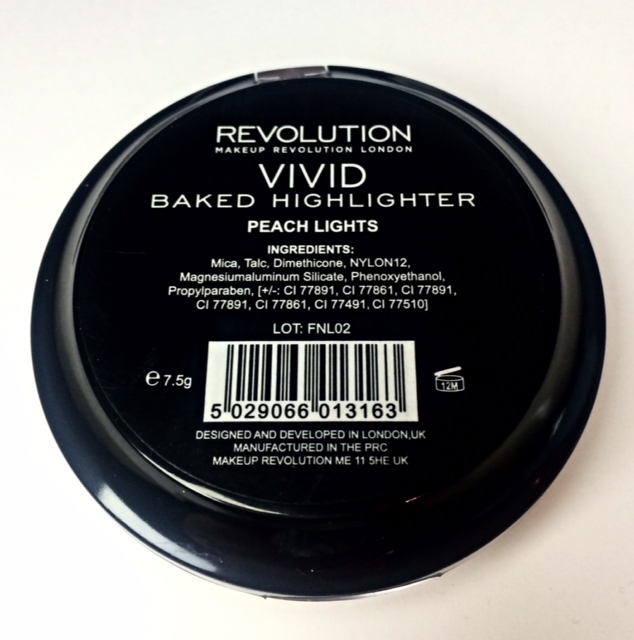 REVOLUTION
MAKEUP REVOLUTION LONDON
VIVID
BAKED HIGHLIGHTER
PEACH LIGHTS
INGREDIENTS:
Mica, Talc, Dimethicone, NYLON12,
Magnesiumaluminum Silicate, Phenoxyethanol,
Propylparaben, [+/-: CI 77891, CI 77861, CI 77891,
CI 77891, CI 77861, CI 77491, CI 77510]
LOT: FNL02
e 7.5g
5 029066 013163
12M
DESIGNED AND DEVELOPED IN LONDON,UK
MANUFACTURED IN THE PRC
MAKEUP REVOLUTION ME 11 5HE UK